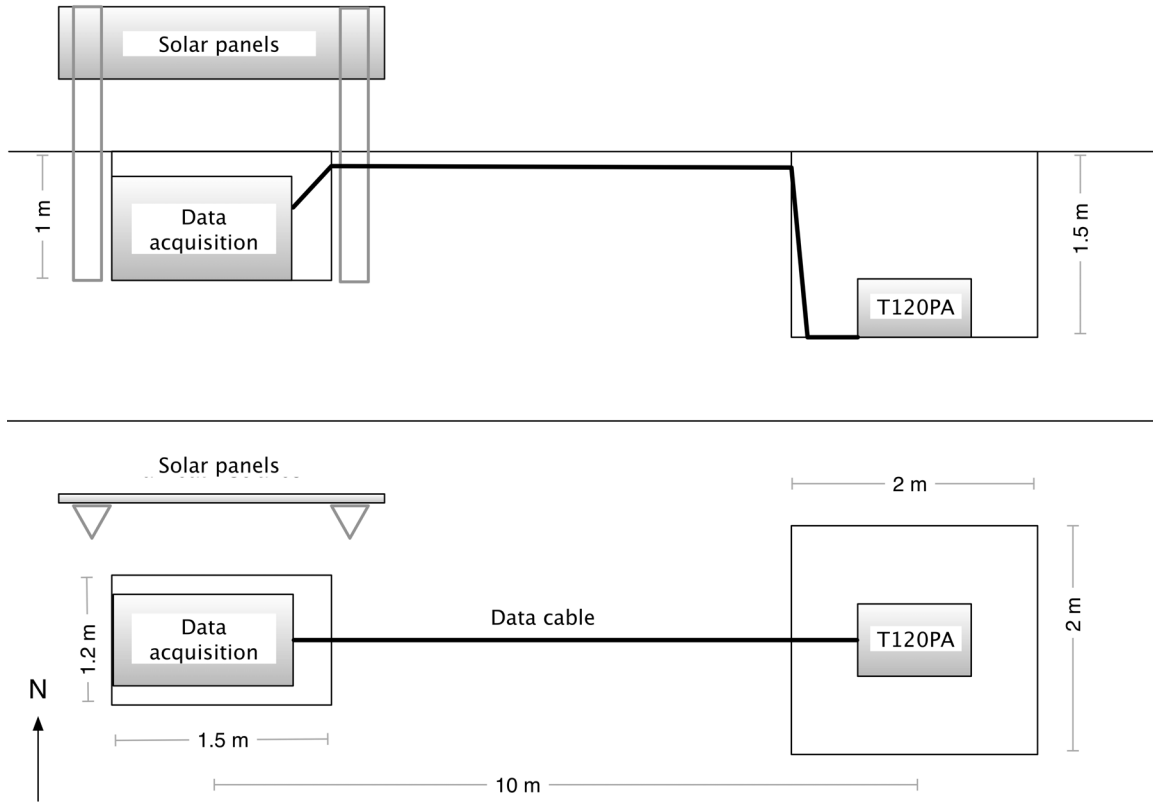 Solar panels
1 m
Data
acquisition
1.5 m
T120PA
Solar panels
2 m
1.2 m
Data
acquisition
Data cable
T120PA
2 m
N
1.5 m
10 m